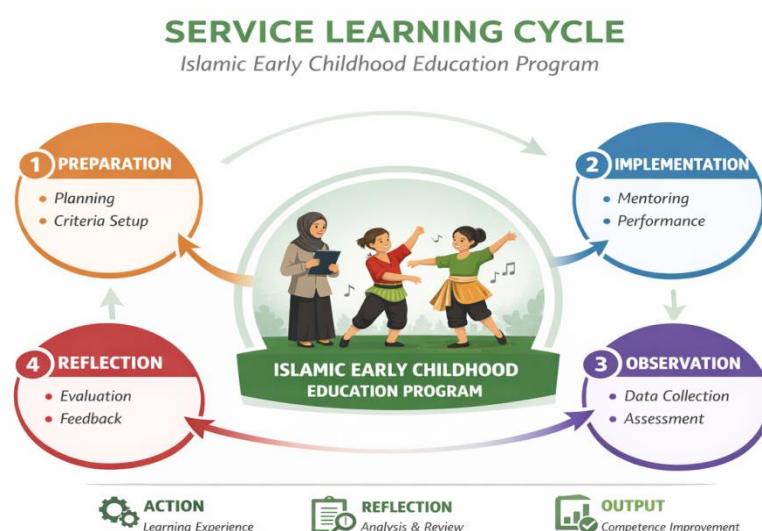 SERVICE LEARNING CYCLE
Islamic Early Childhood Education Program
1 PREPARATION
• Planning
• Criteria Setup
2 IMPLEMENTATION
• Mentoring
• Performance
3 OBSERVATION
• Data Collection
• Assessment
4 REFLECTION
• Evaluation
• Feedback
ISLAMIC EARLY CHILDHOOD
EDUCATION PROGRAM
ACTION
Learning Experience
REFLECTION
Analysis & Review
OUTPUT
Competence Improvement